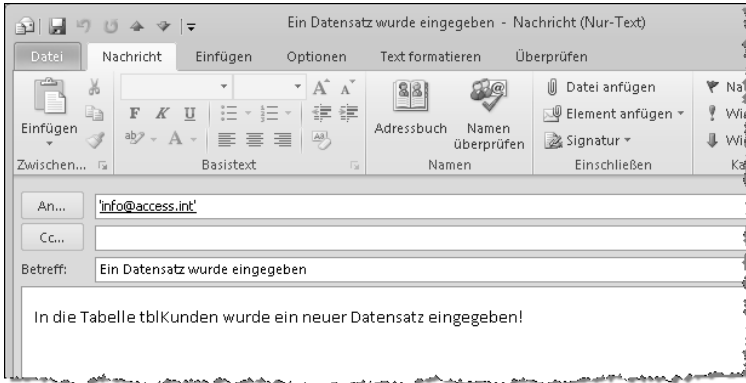 Ein Datensatz wurde eingegeben - Nachricht (Nur-Text)
Datei Nachricht Einfügen Optionen Text formatieren Überprüfen
Einfügen
F K U
A A
ab A
Adressbuch
Namen überprüfen
Datei anfügen
Element anfügen
Signatur
Zwischen... Basistext Namen Einschließen
An... 'info@access.int'
Cc...
Betreff: Ein Datensatz wurde eingegeben
In die Tabelle tblKunden wurde ein neuer Datensatz eingegeben!